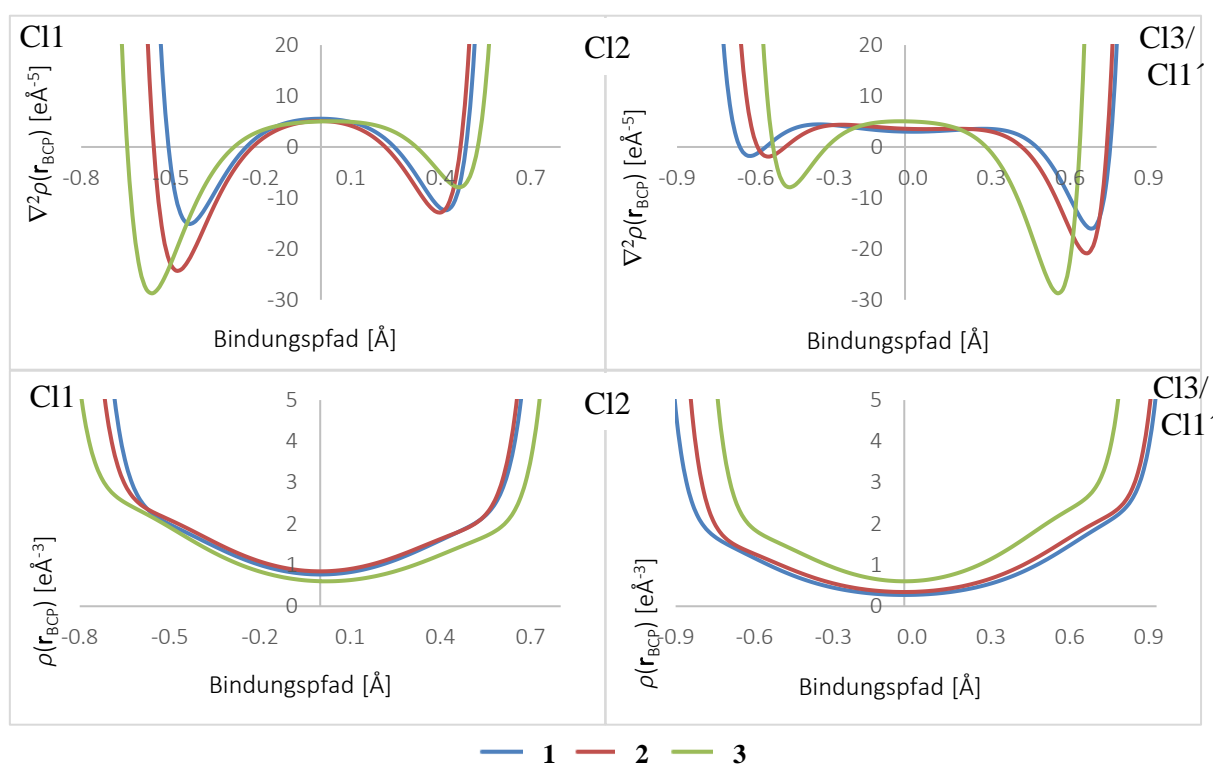 Cl1
Cl2
Cl3/
Cl1´
20
10
0
-10
-20
-30
-0.8 -0.5 -0.2 0.1 0.4 0.7
∇²ρ(r_BCP) [eÅ⁻⁵]
Bindungspfad [Å]
20
10
0
-10
-20
-30
-0.9 -0.6 -0.3 0.0 0.3 0.6 0.9
∇²ρ(r_BCP) [eÅ⁻⁵]
Bindungspfad [Å]
Cl1
Cl2
Cl3/
Cl1´
5
4
3
2
1
0
-0.8 -0.5 -0.2 0.1 0.4 0.7
ρ(r_BCP) [eÅ⁻³]
Bindungspfad [Å]
5
4
3
2
1
0
-0.9 -0.6 -0.3 0.0 0.3 0.6 0.9
ρ(r_BCP) [eÅ⁻³]
Bindungspfad [Å]
1 2 3